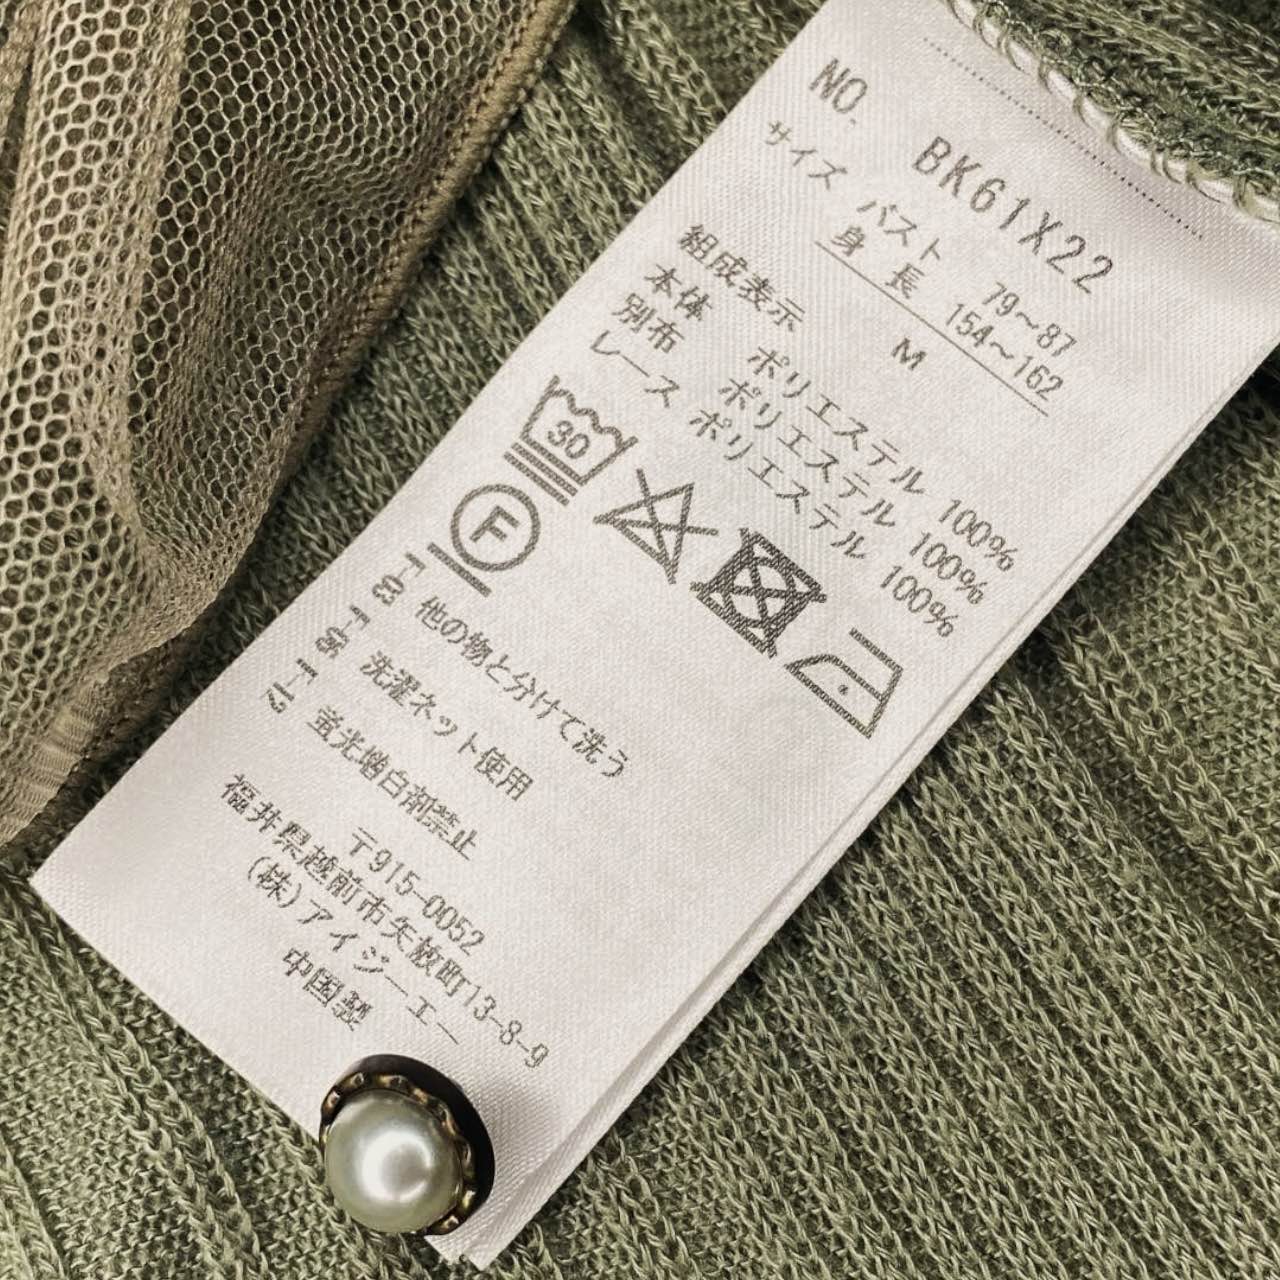 NO. BK61X22
サイズ バスト 79〜87
身長 154〜162
M
組成表示
本体 ポリエステル 100%
別布 ポリエステル 100%
レース ポリエステル 100%
30
F
F-03 他の物と分けて洗う
F-06 洗濯ネット使用
F-12 蛍光増白剤禁止
〒915-0052
福井県越前市矢放町13-8-9
(株)アイジーエー
中国製